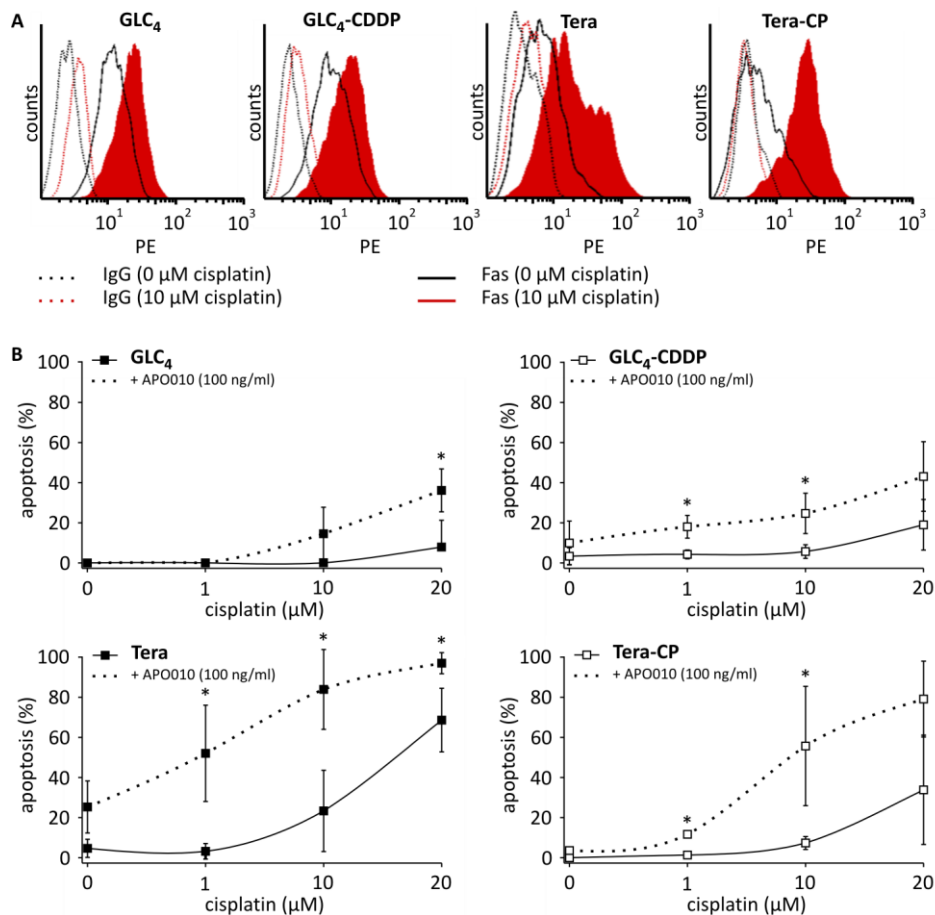 A
GLC₄
GLC₄-CDDP
Tera
Tera-CP
counts
counts
counts
counts
10¹ 10² 10³
10¹ 10² 10³
10¹ 10² 10³
10¹ 10² 10³
PE
PE
PE
PE
IgG (0 μM cisplatin)
Fas (0 μM cisplatin)
IgG (10 μM cisplatin)
Fas (10 μM cisplatin)
B
GLC₄
+ APO010 (100 ng/ml)
apoptosis (%)
100
80
60
40
20
0
*
0 1 10 20
cisplatin (μM)
GLC₄-CDDP
+ APO010 (100 ng/ml)
apoptosis (%)
100
80
60
40
20
0
* *
0 1 10 20
cisplatin (μM)
Tera
+ APO010 (100 ng/ml)
apoptosis (%)
100
80
60
40
20
0
* * *
0 1 10 20
cisplatin (μM)
Tera-CP
+ APO010 (100 ng/ml)
apoptosis (%)
100
80
60
40
20
0
* *
0 1 10 20
cisplatin (μM)